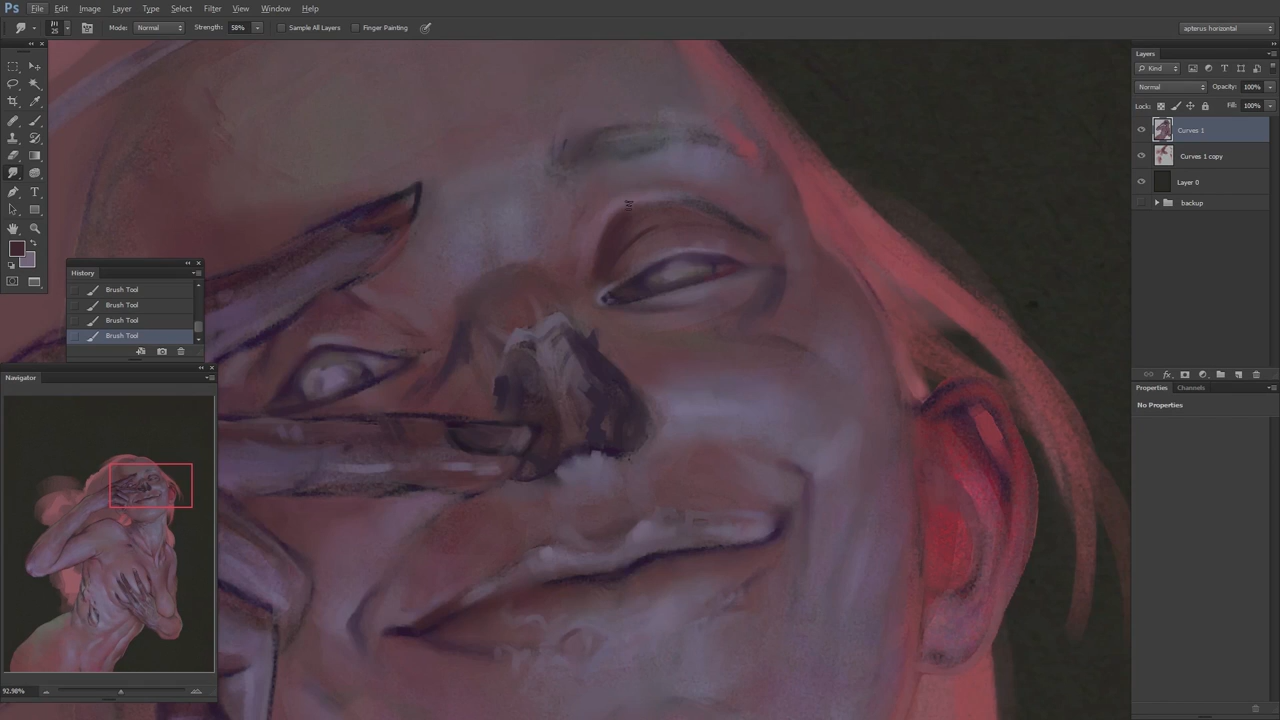 Ps File Edit Image Layer Type Select Filter View Window Help
25 Mode: Normal Strength: 58% Sample All Layers Finger Painting apterus horizontal
Layers
Kind
Normal Opacity: 100%
Lock: Fill: 100%
Curves 1
Curves 1 copy
Layer 0
backup
History
Brush Tool
Brush Tool
Brush Tool
Brush Tool
Navigator
92.98%
Properties Channels
No Properties